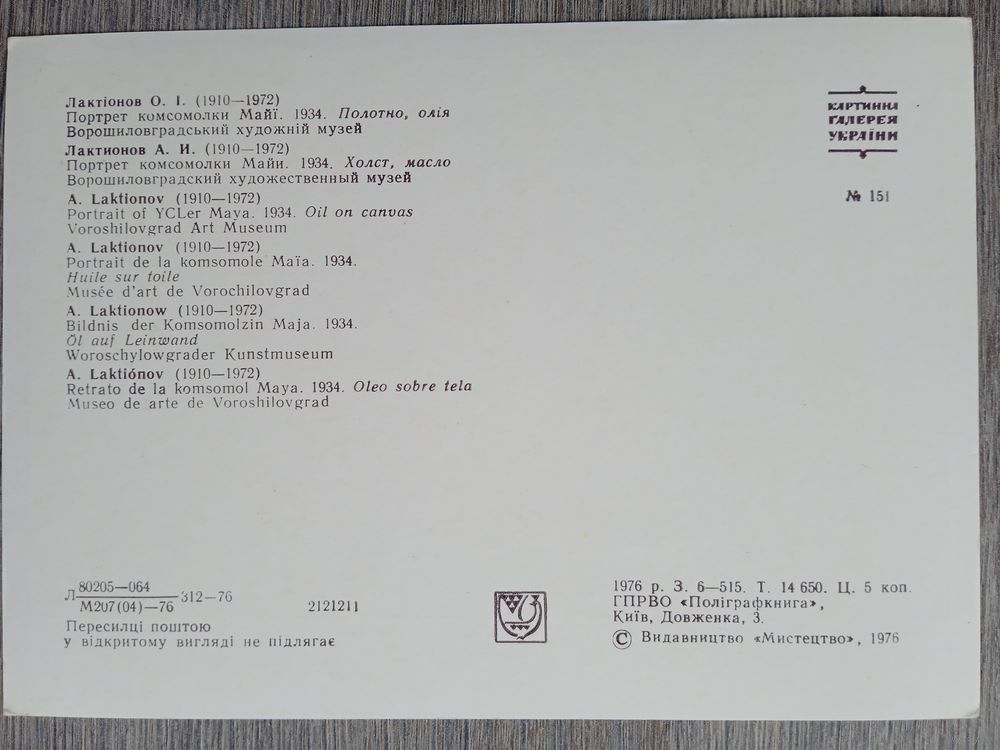 Лактіонов О. І. (1910—1972)
Портрет комсомолки Майї. 1934. Полотно, олія
Ворошиловградський художній музей
Лактионов А. И. (1910—1972)
Портрет комсомолки Майи. 1934. Холст, масло
Ворошиловградский художественный музей
A. Laktionov (1910—1972)
Portrait of YCLer Maya. 1934. Oil on canvas
Voroshilovgrad Art Museum
A. Laktionov (1910—1972)
Portrait de la komsomole Maïa. 1934.
Huile sur toile
Musée d'art de Vorochilovgrad
A. Laktionow (1910—1972)
Bildnis der Komsomolzin Maja. 1934.
Öl auf Leinwand
Woroschylowgrader Kunstmuseum
A. Laktiónov (1910—1972)
Retrato de la komsomol Maya. 1934. Oleo sobre tela
Museo de arte de Voroshilovgrad
КАРТИННА
ГАЛЕРЕЯ
УКРАЇНИ
№ 151
Л 80205—064
М207(04)—76 312—76 2121211
Пересилці поштою
у відкритому вигляді не підлягає
1976 р. З. 6—515. Т. 14 650. Ц. 5 коп.
ГПРВО «Поліграфкнига»,
Київ, Довженка, 3.
© Видавництво «Мистецтво», 1976